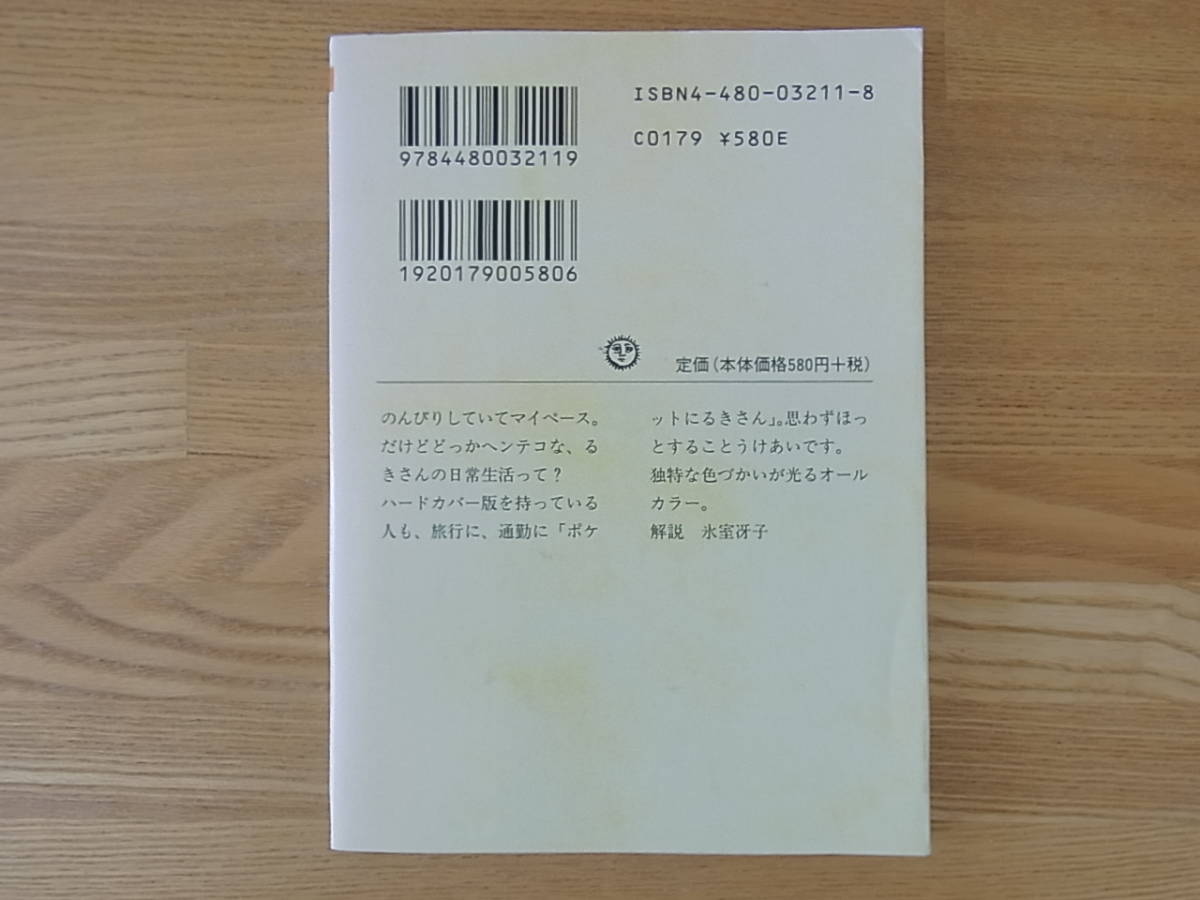 ISBN4-480-03211-8
C0179 ¥580E
9784480032119
1920179005806
定価(本体価格580円+税)
のんびりしていてマイペース。
だけどどっかヘンテコな、る
きさんの日常生活って?
ハードカバー版を持っている
人も、旅行に、通勤に「ポケ
ットにるきさん」。思わずほっ
とすることうけあいです。
独特な色づかいが光るオール
カラー。
解説 氷室冴子